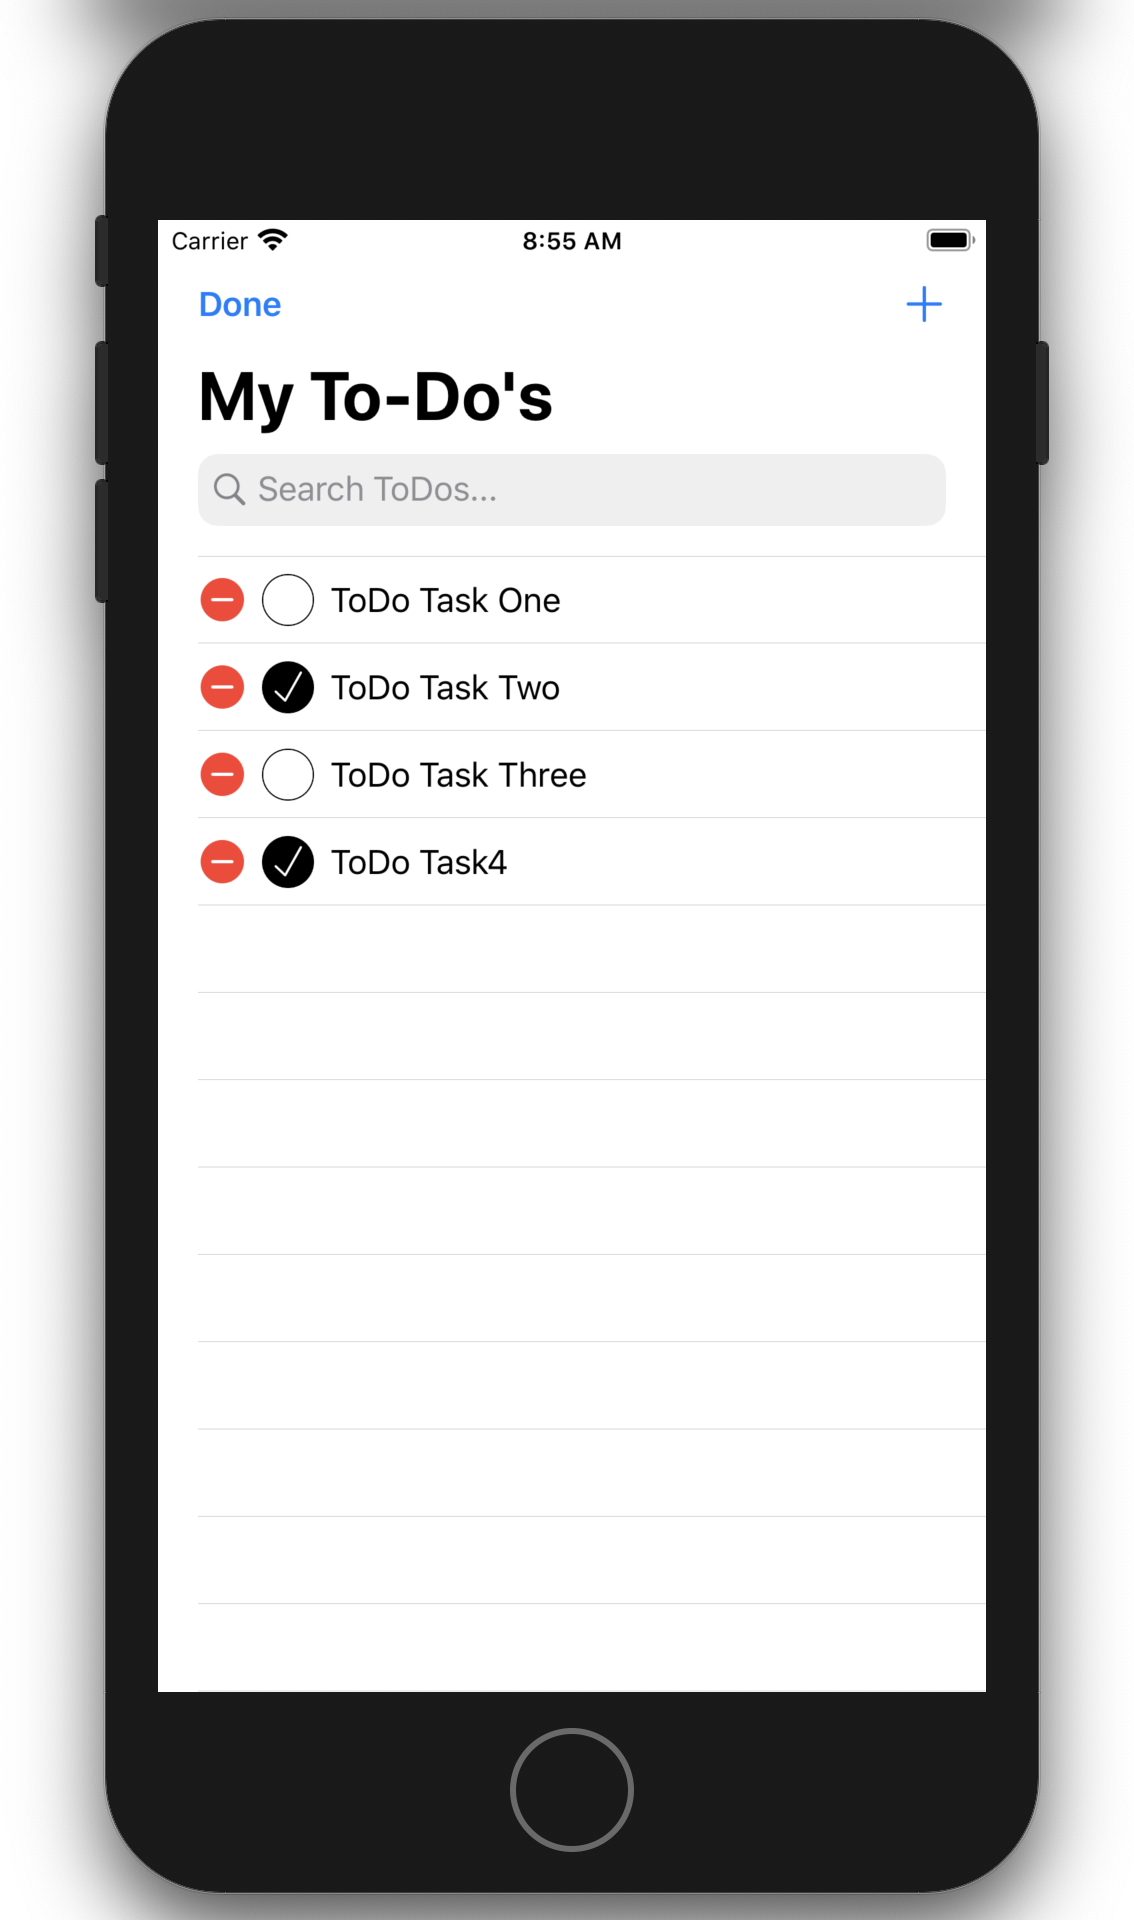 Carrier 8:55 AM
Done
My To-Do's
Search ToDos...
ToDo Task One
ToDo Task Two
ToDo Task Three
ToDo Task4